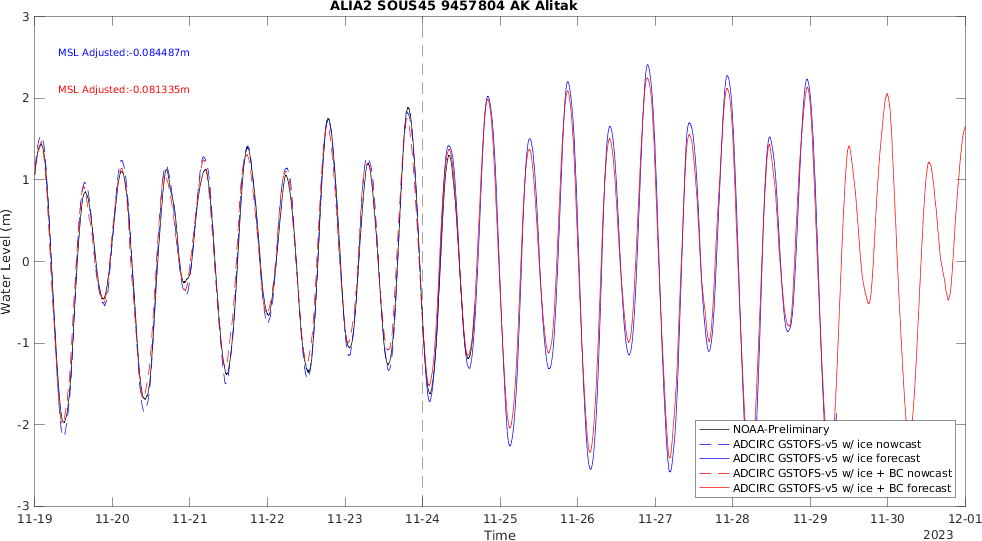 ALIA2 SOUS45 9457804 AK Alitak
MSL Adjusted:-0.084487m
MSL Adjusted:-0.081335m
Water Level (m)
3
2
1
0
-1
-2
-3
NOAA-Preliminary
ADCIRC GSTOFS-v5 w/ ice nowcast
ADCIRC GSTOFS-v5 w/ ice forecast
ADCIRC GSTOFS-v5 w/ ice + BC nowcast
ADCIRC GSTOFS-v5 w/ ice + BC forecast
11-19 11-20 11-21 11-22 11-23 11-24 11-25 11-26 11-27 11-28 11-29 11-30 12-01
Time
2023